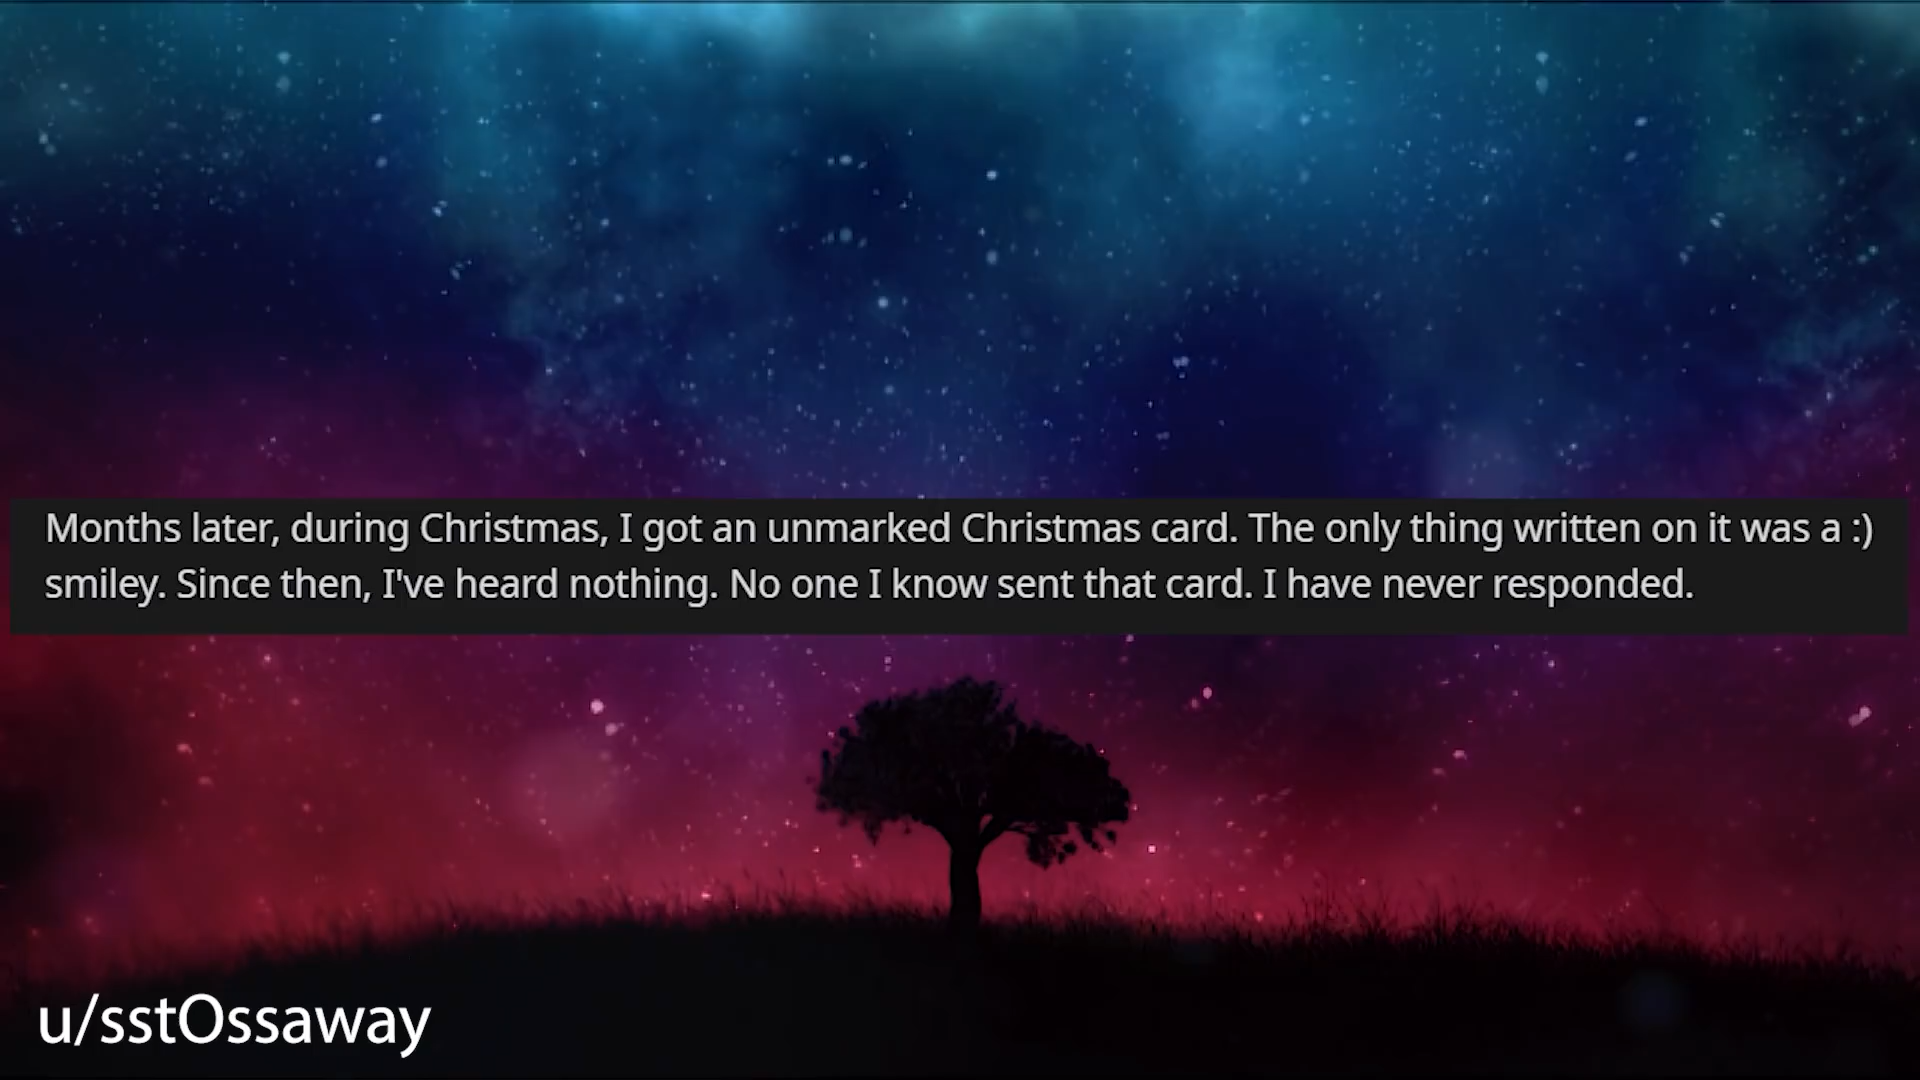 Months later, during Christmas, I got an unmarked Christmas card. The only thing written on it was a :)
smiley. Since then, I've heard nothing. No one I know sent that card. I have never responded.
u/sstOssaway